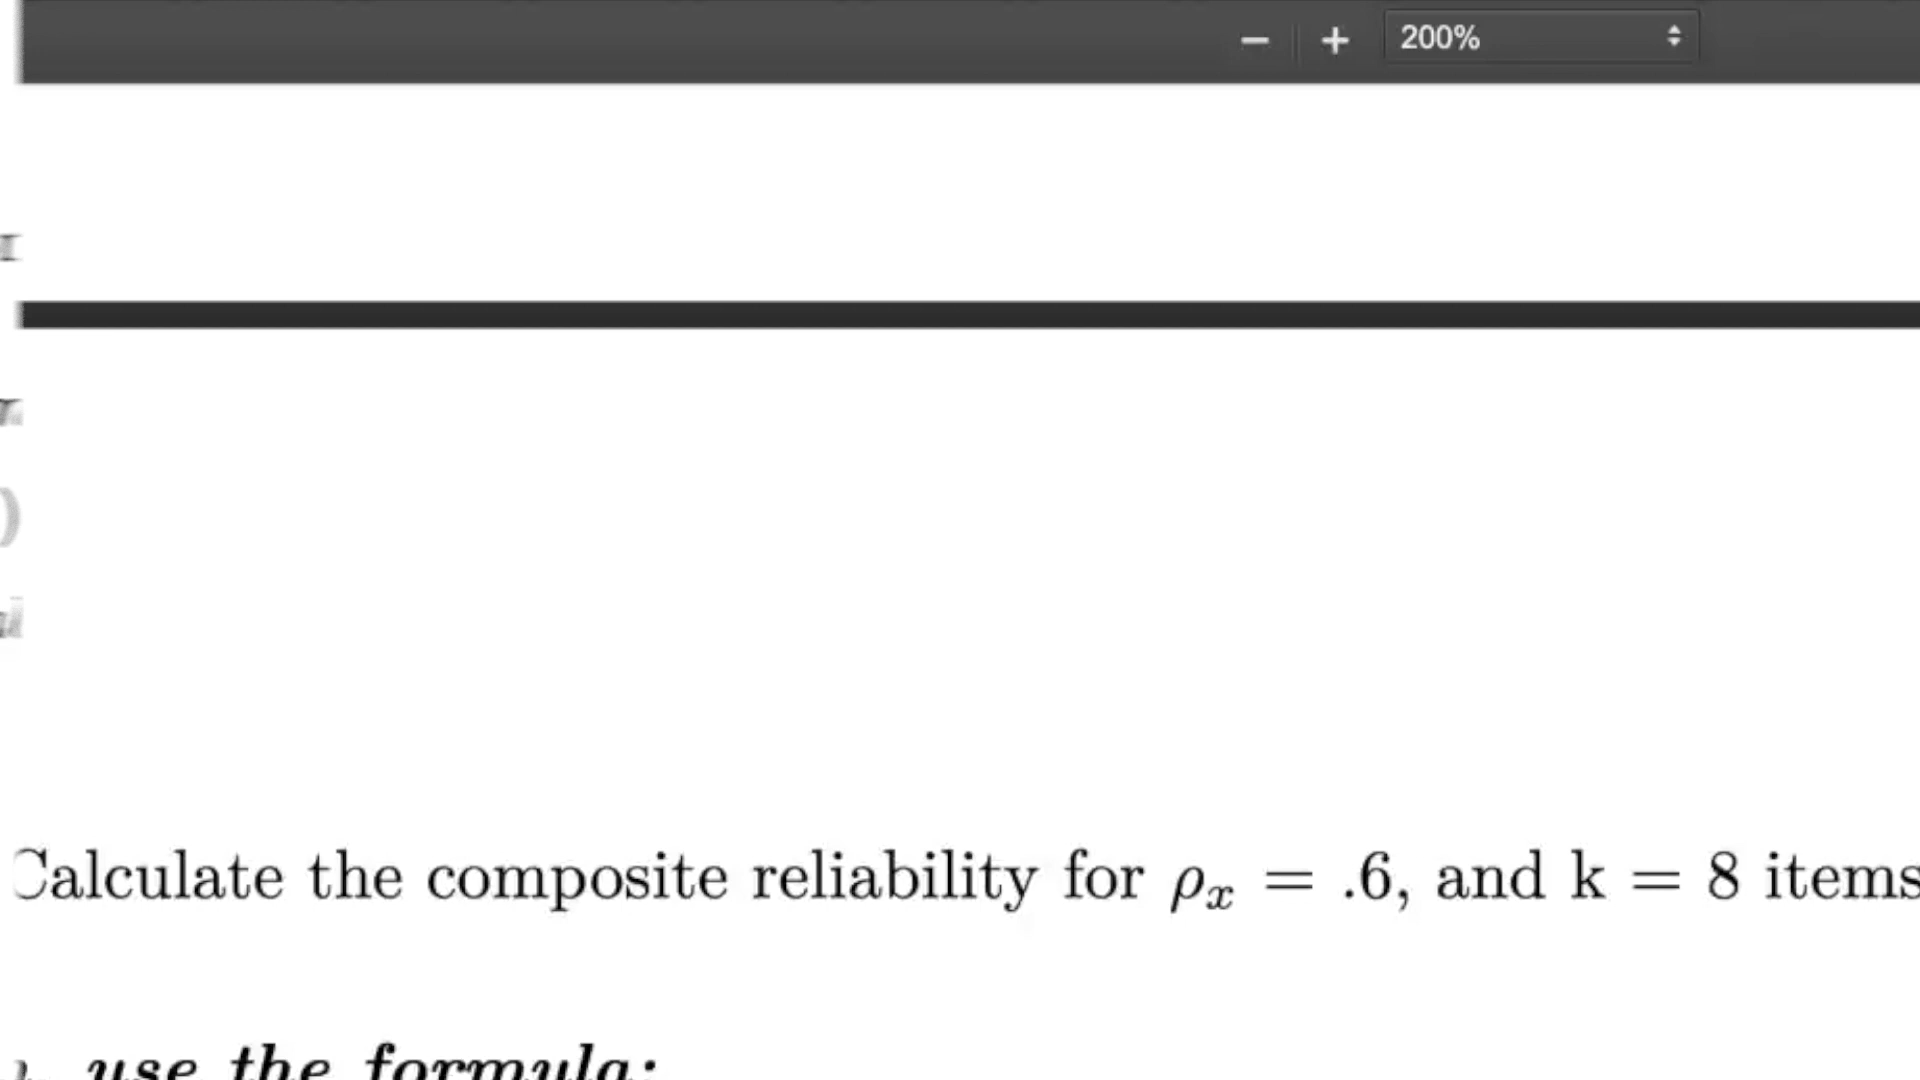 200%
Calculate the composite reliability for ρₓ = .6, and k = 8 items
use the formula: